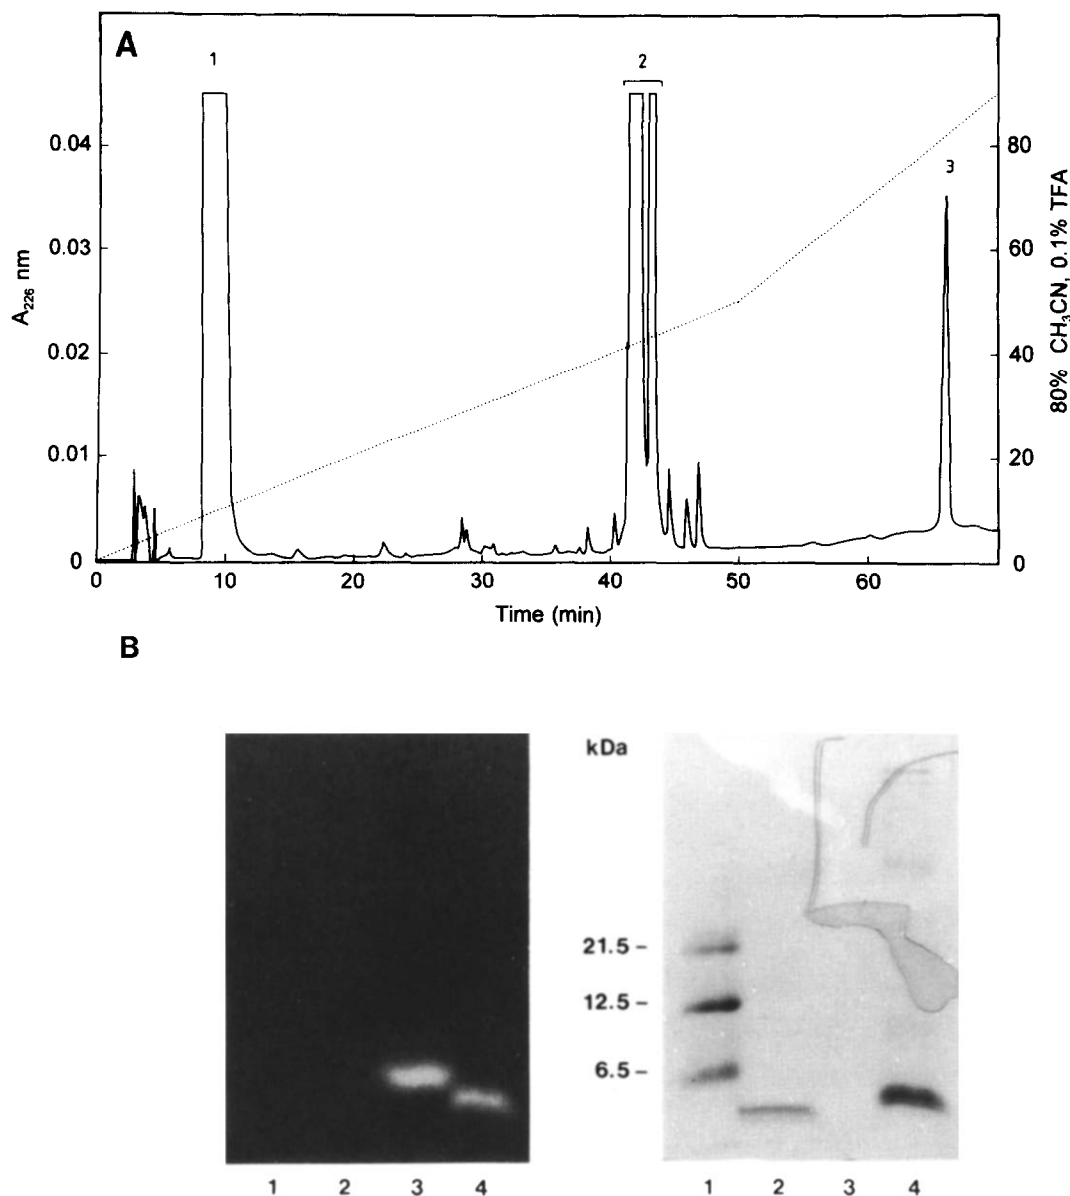 A
1
2
3
0.04
0.03
0.02
0.01
0
A₂₂₆ nm
80
60
40
20
0
80% CH₃CN, 0.1% TFA
0 10 20 30 40 50 60
Time (min)
B
kDa
21.5 –
12.5 –
6.5 –
1 2 3 4
1 2 3 4